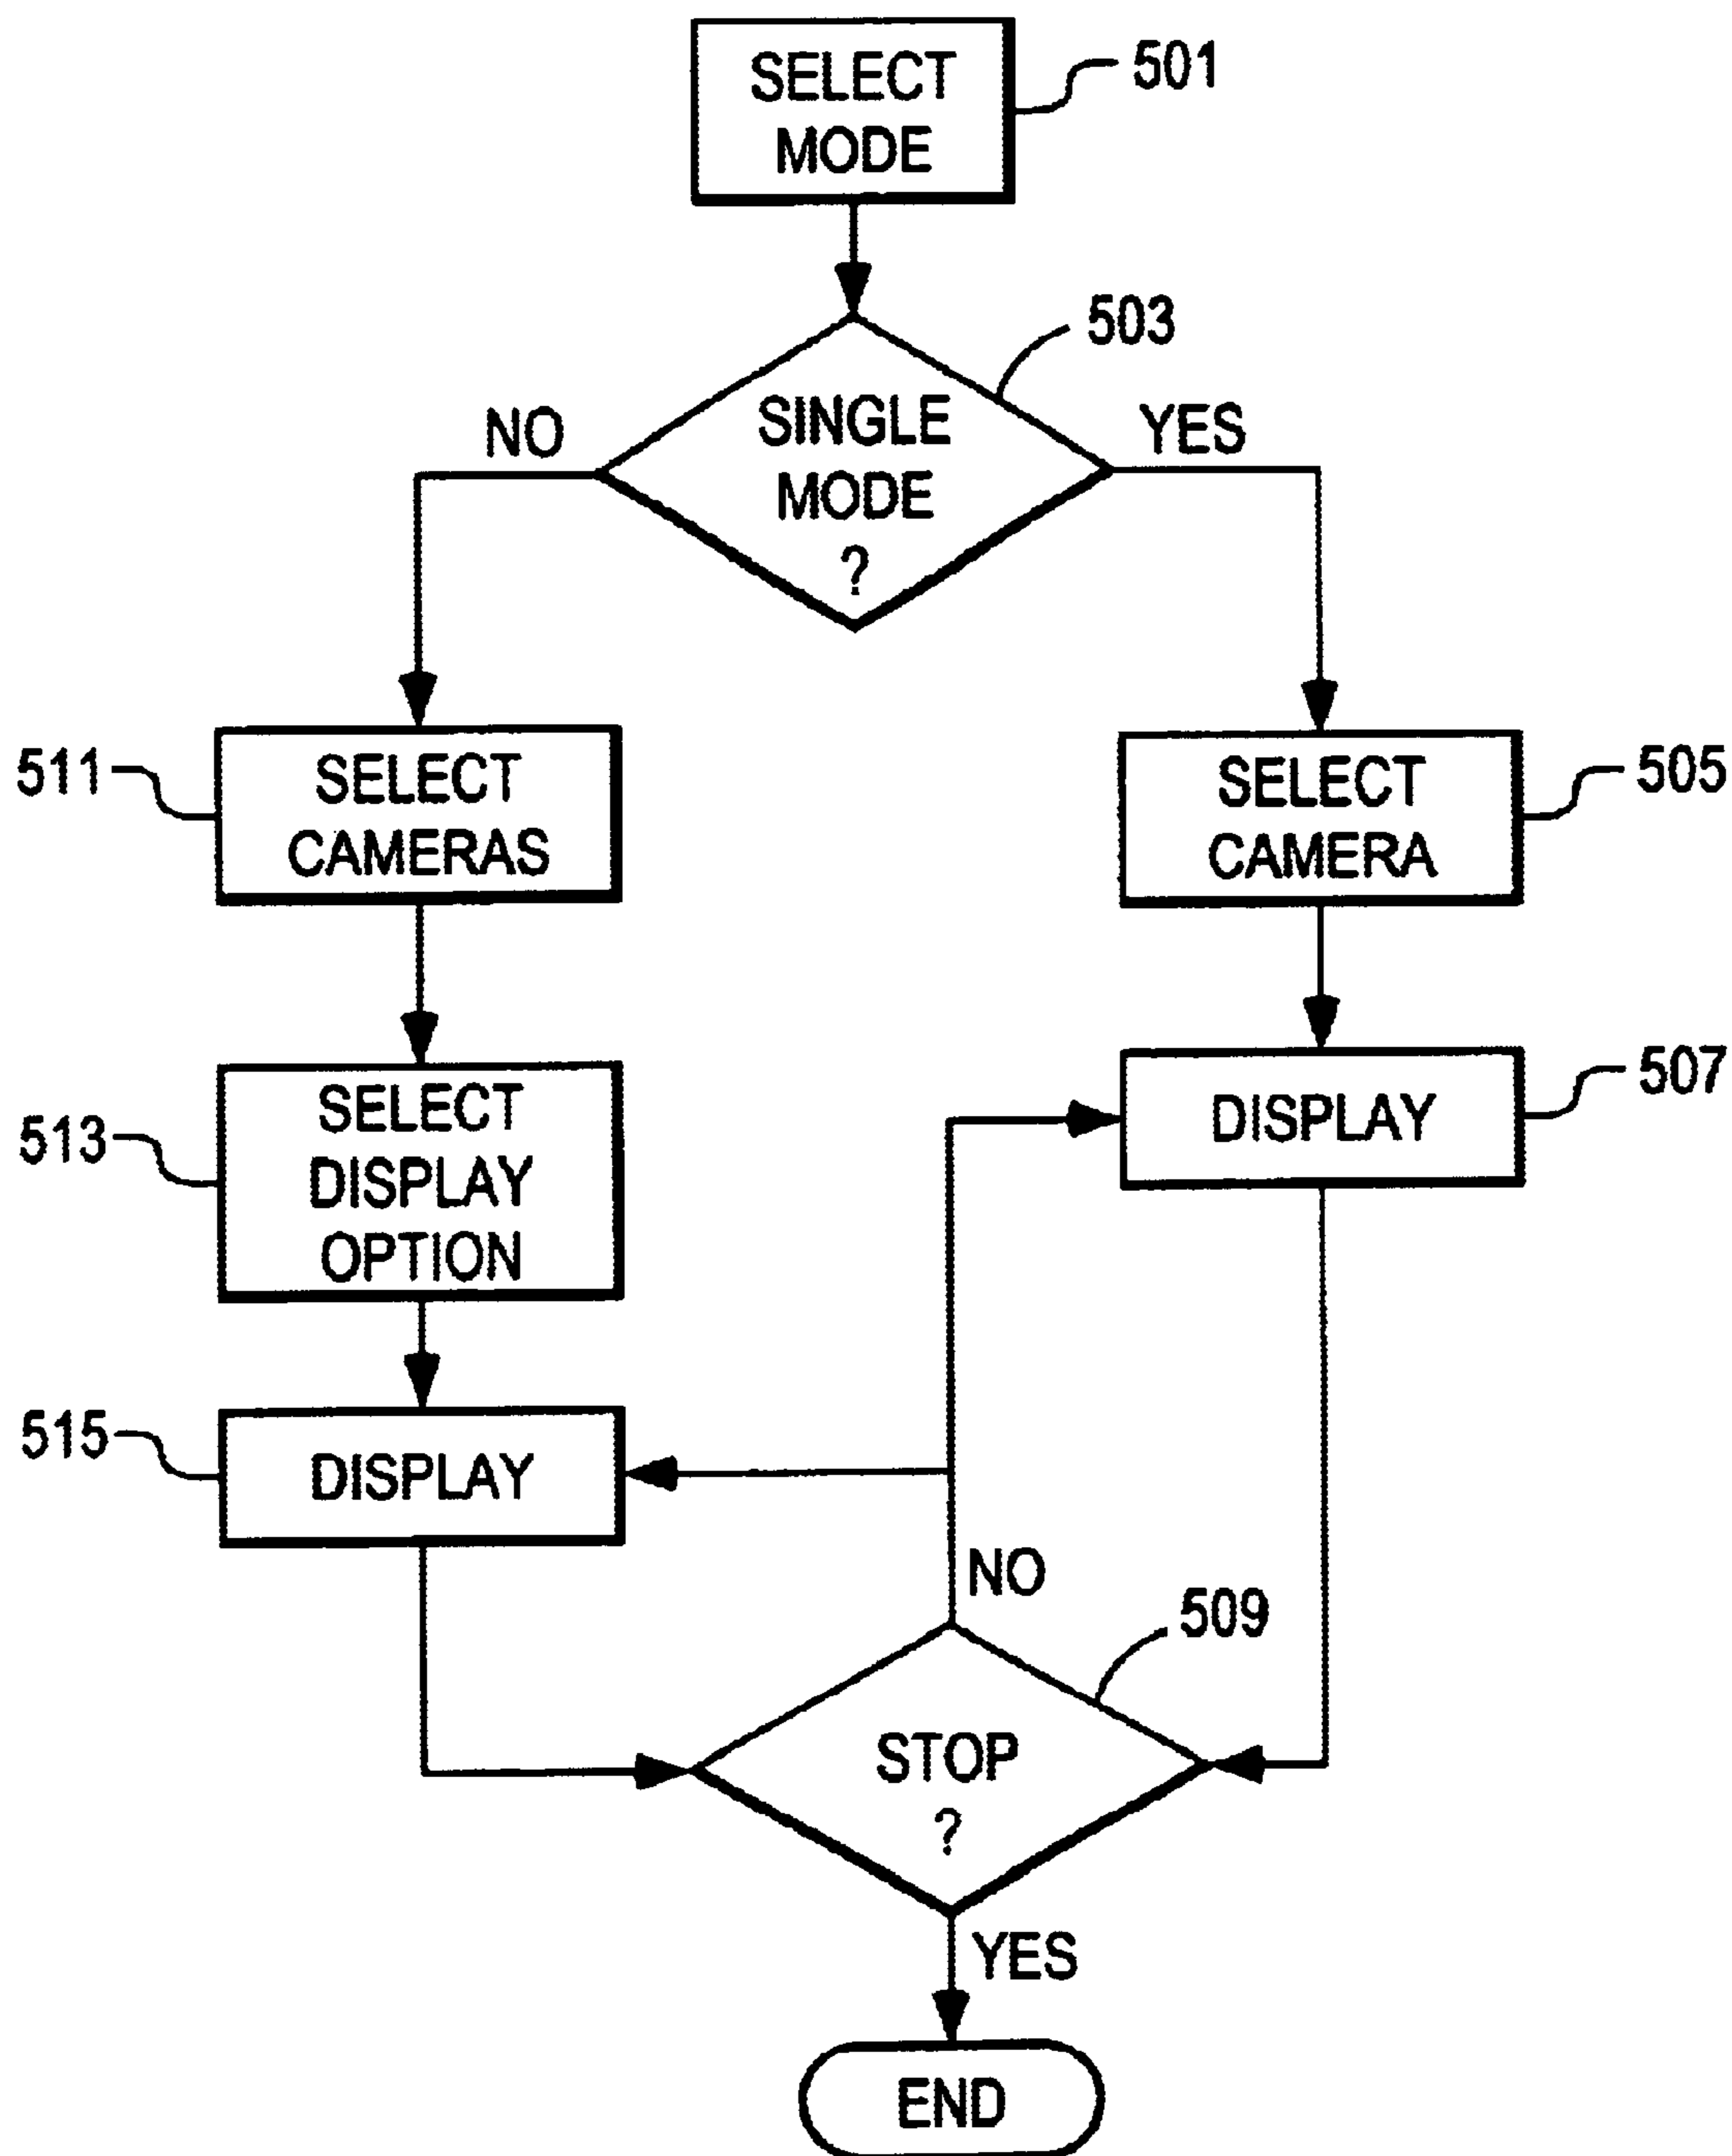 SELECT
MODE
501
503
SINGLE
MODE
?
NO
YES
511
SELECT
CAMERAS
SELECT
CAMERA
505
513
SELECT
DISPLAY
OPTION
DISPLAY
507
515
DISPLAY
NO
509
STOP
?
YES
END